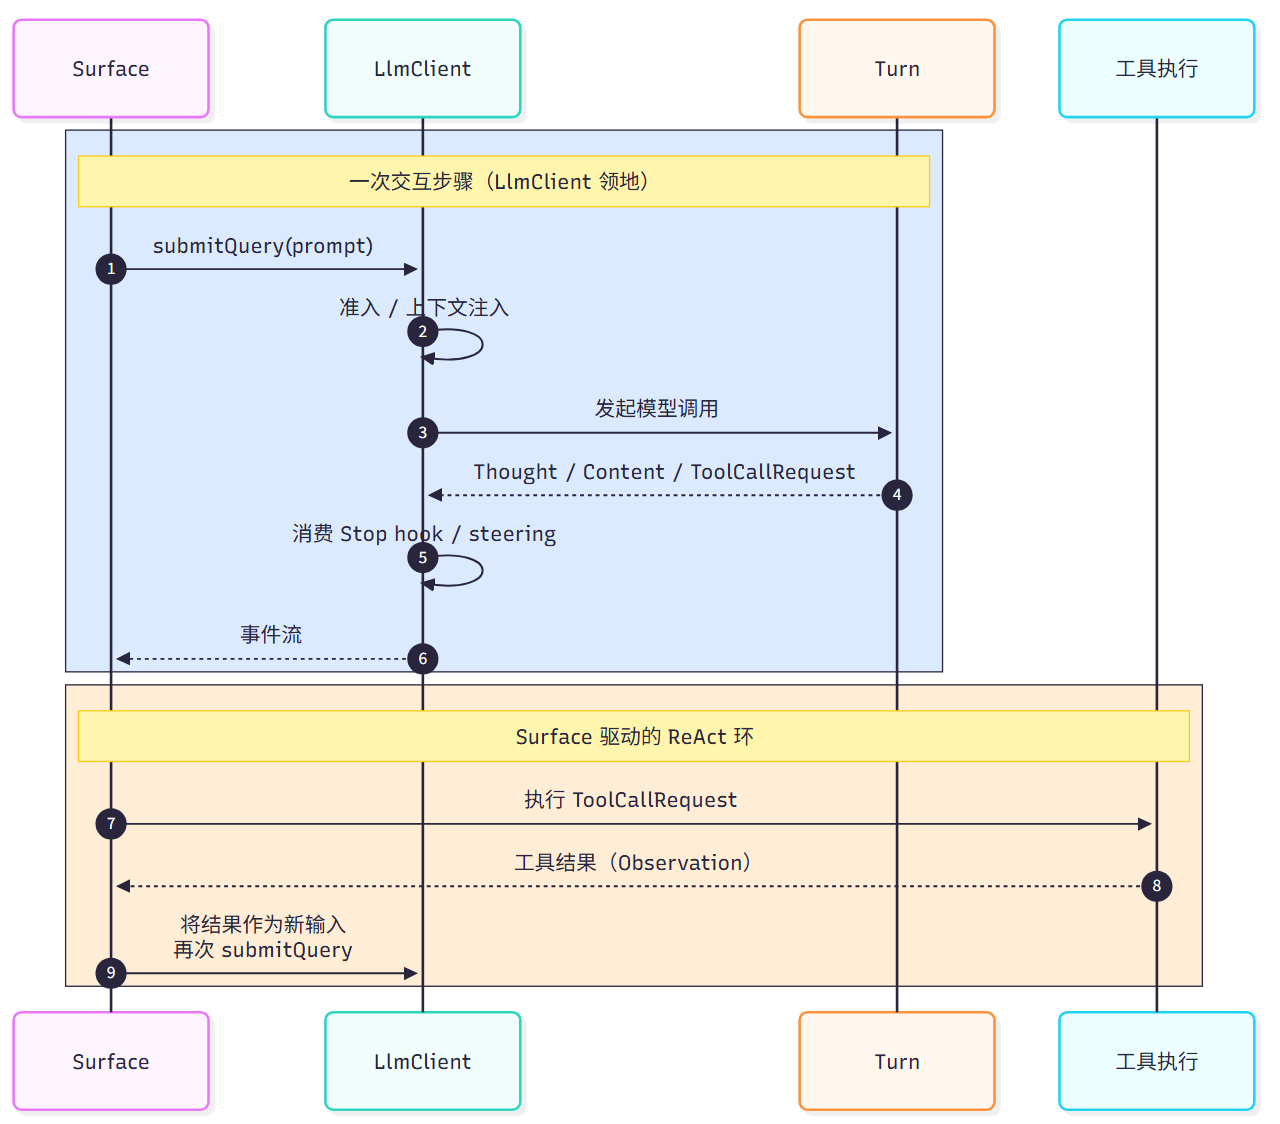 Surface
LlmClient
Turn
工具执行
一次交互步骤（LlmClient 领地）
submitQuery(prompt)
1
准入 / 上下文注入
2
发起模型调用
3
Thought / Content / ToolCallRequest
4
消费 Stop hook / steering
5
事件流
6
Surface 驱动的 ReAct 环
执行 ToolCallRequest
7
工具结果（Observation）
8
将结果作为新输入
再次 submitQuery
9
Surface
LlmClient
Turn
工具执行